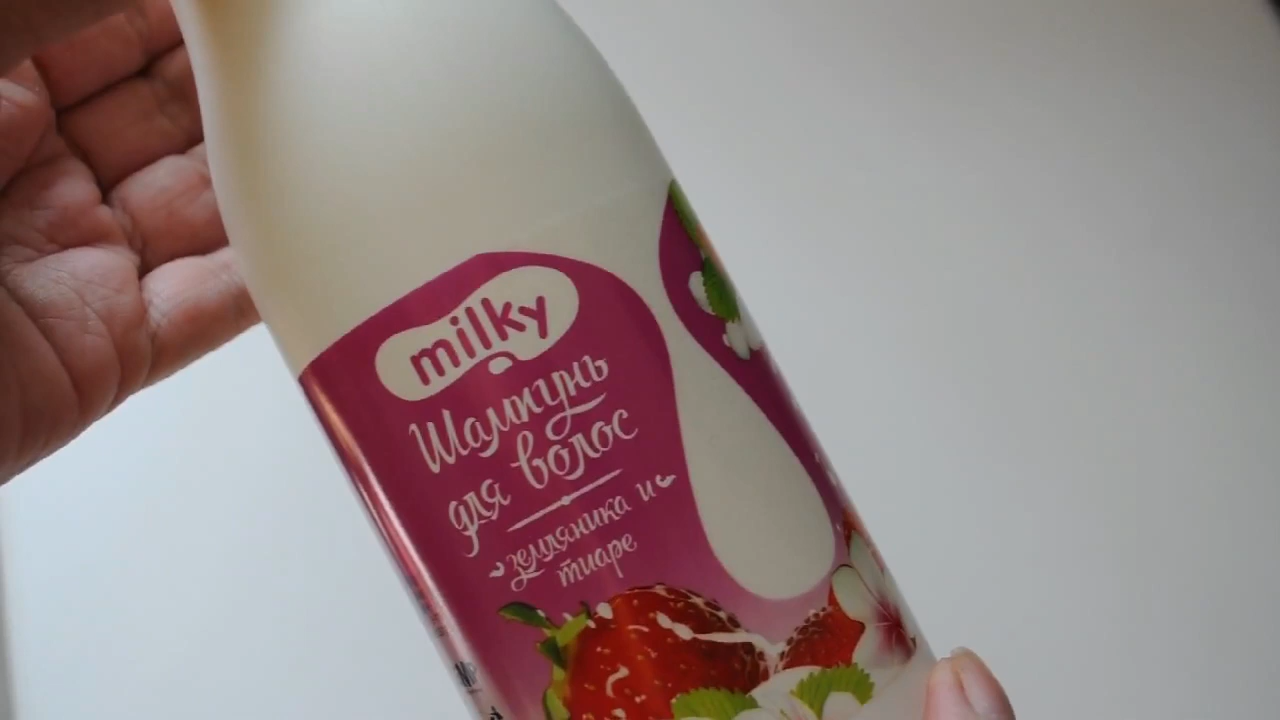 milky
Шампунь
для волос
земляника и
тиаре